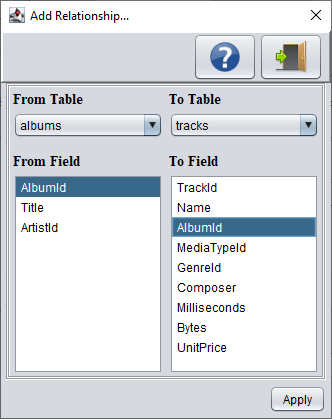 Add Relationship...
From Table
To Table
albums
tracks
From Field
To Field
AlbumId
Title
ArtistId
TrackId
Name
AlbumId
MediaTypeId
GenreId
Composer
Milliseconds
Bytes
UnitPrice
Apply